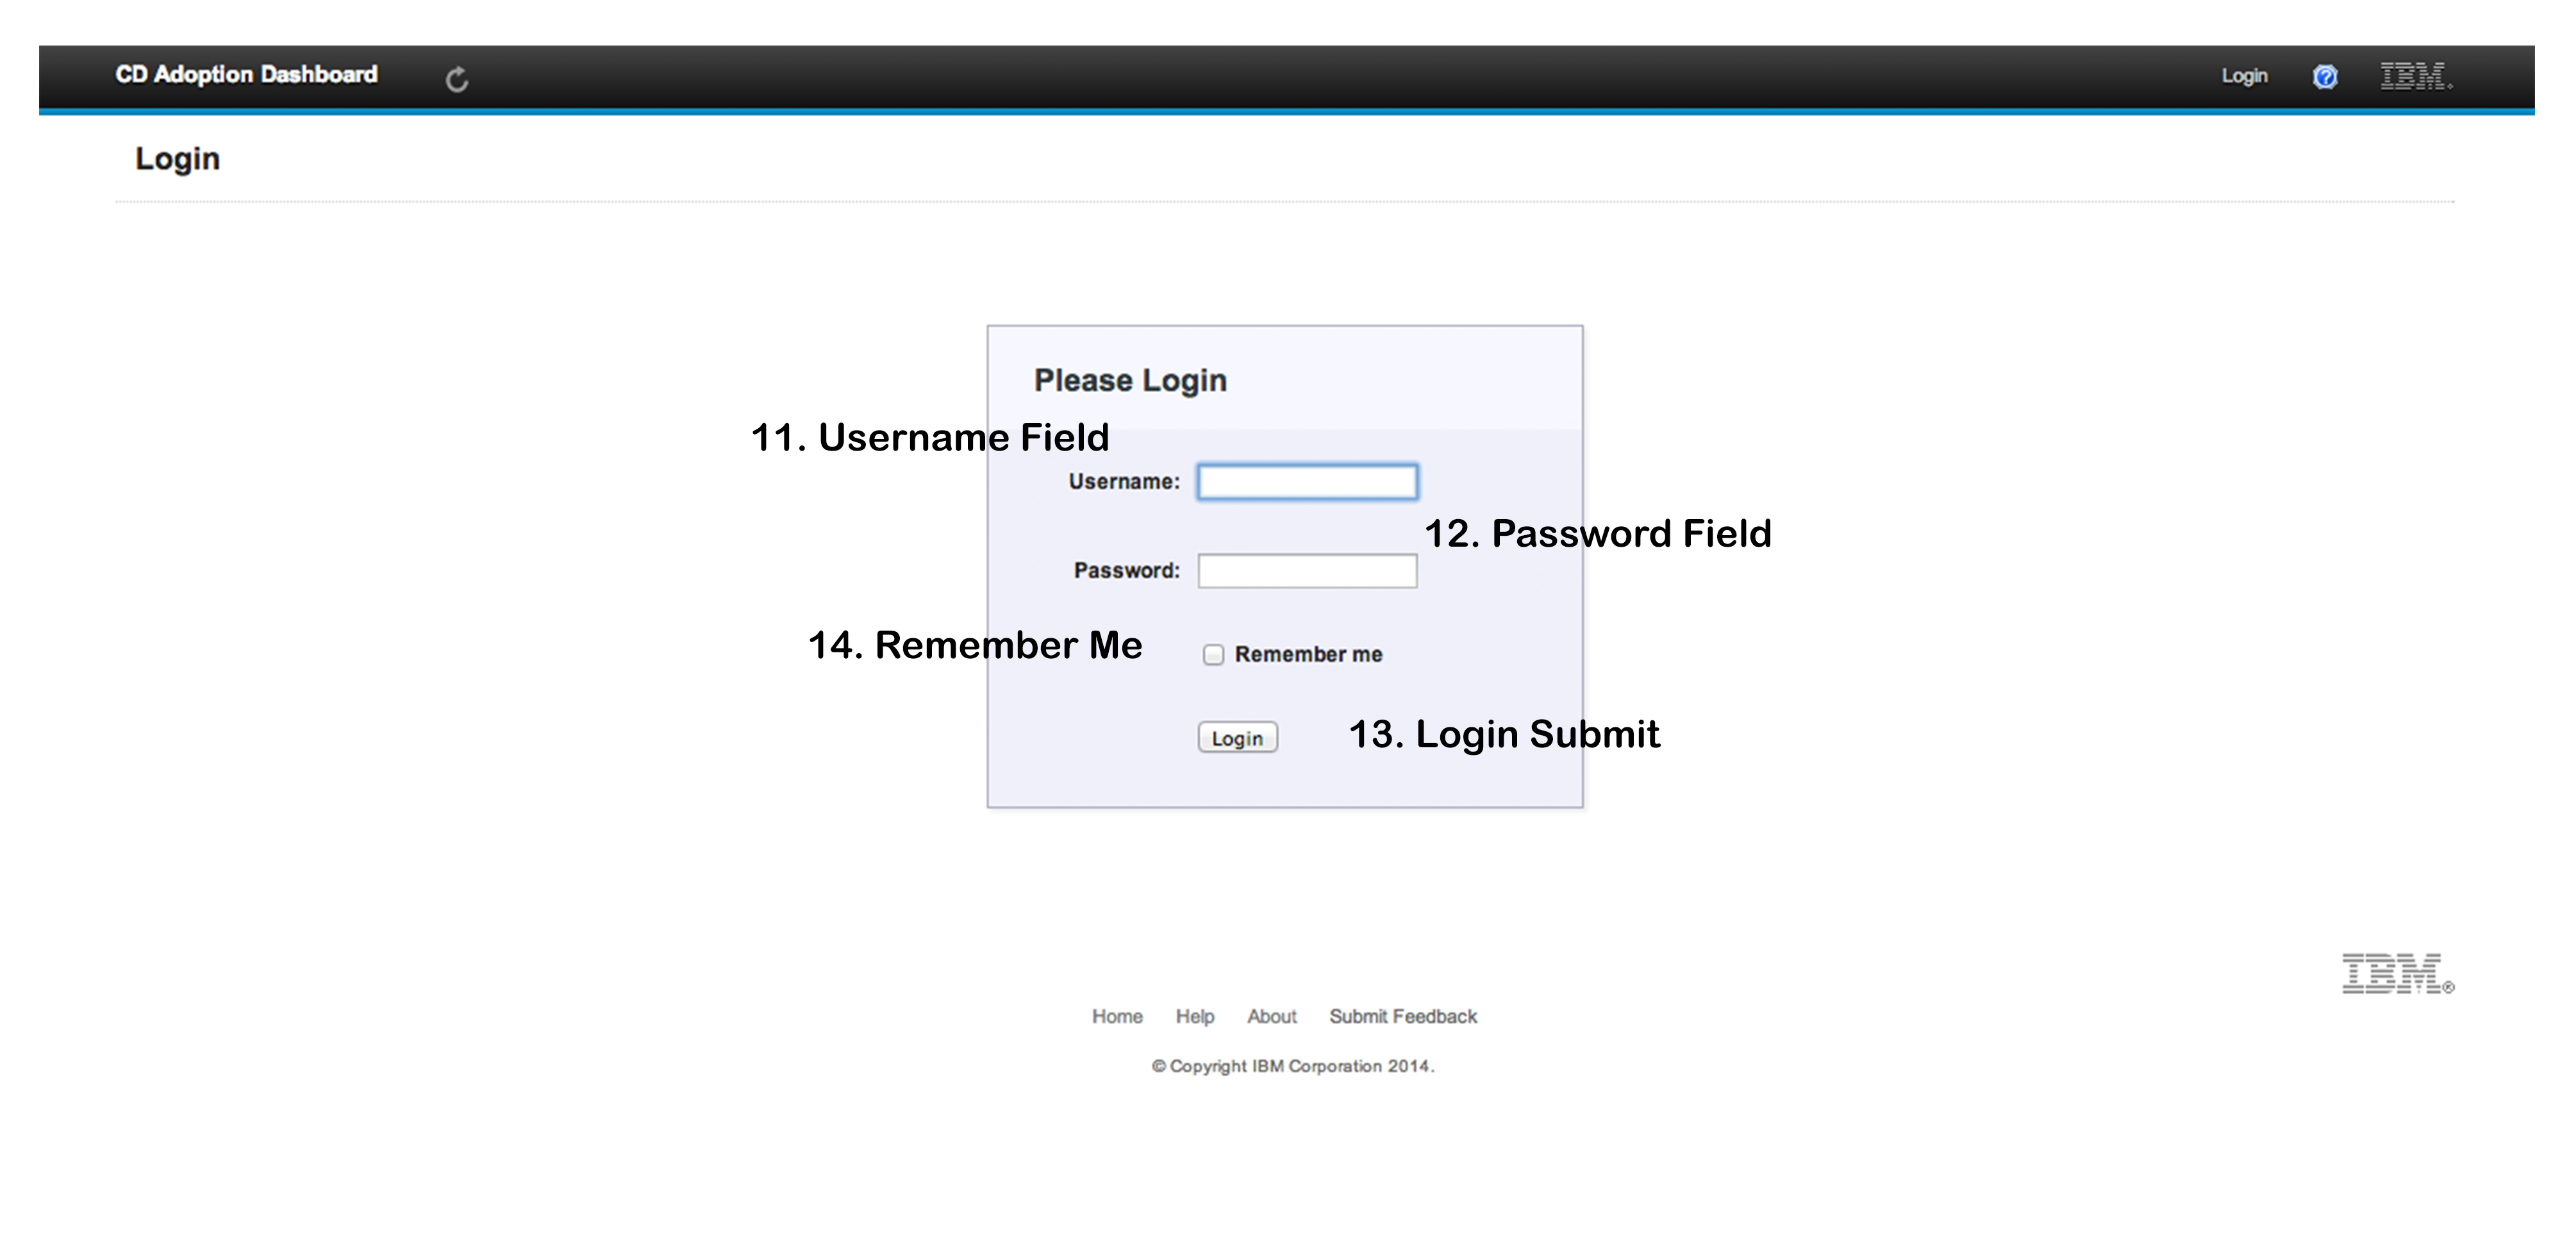 CD Adoption Dashboard Login IBM.
Login
Please Login
11. Username Field
Username:
12. Password Field
Password:
14. Remember Me Remember me
Login 13. Login Submit
IBM®
Home Help About Submit Feedback
© Copyright IBM Corporation 2014.